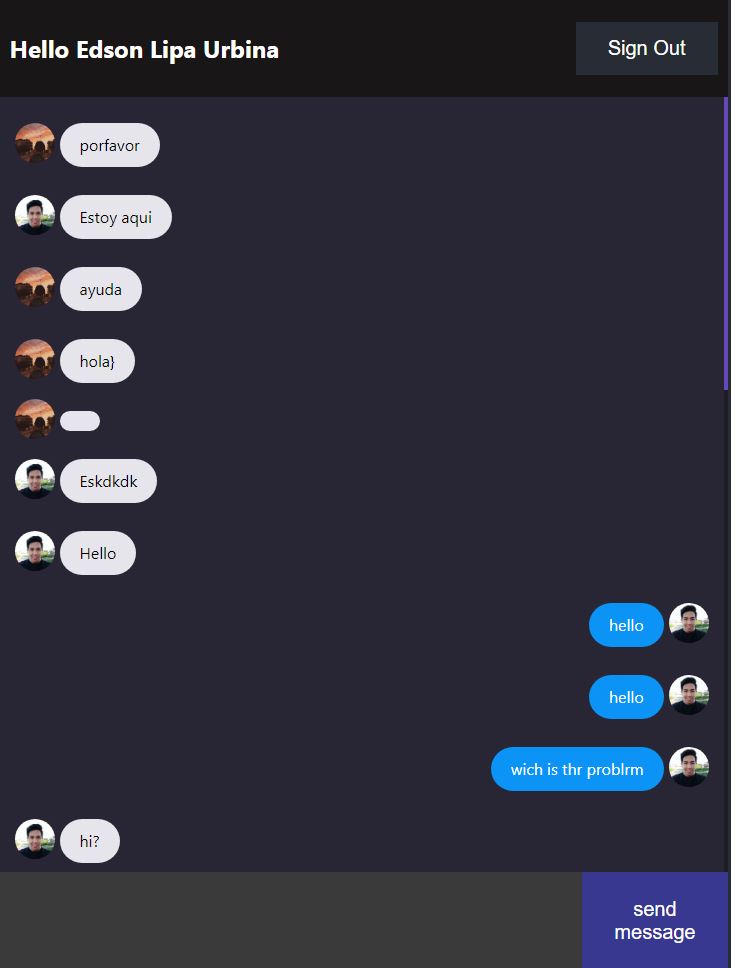 Hello Edson Lipa Urbina
Sign Out
porfavor
Estoy aqui
ayuda
hola}
Eskdkdk
Hello
hello
hello
wich is thr problrm
hi?
send
message